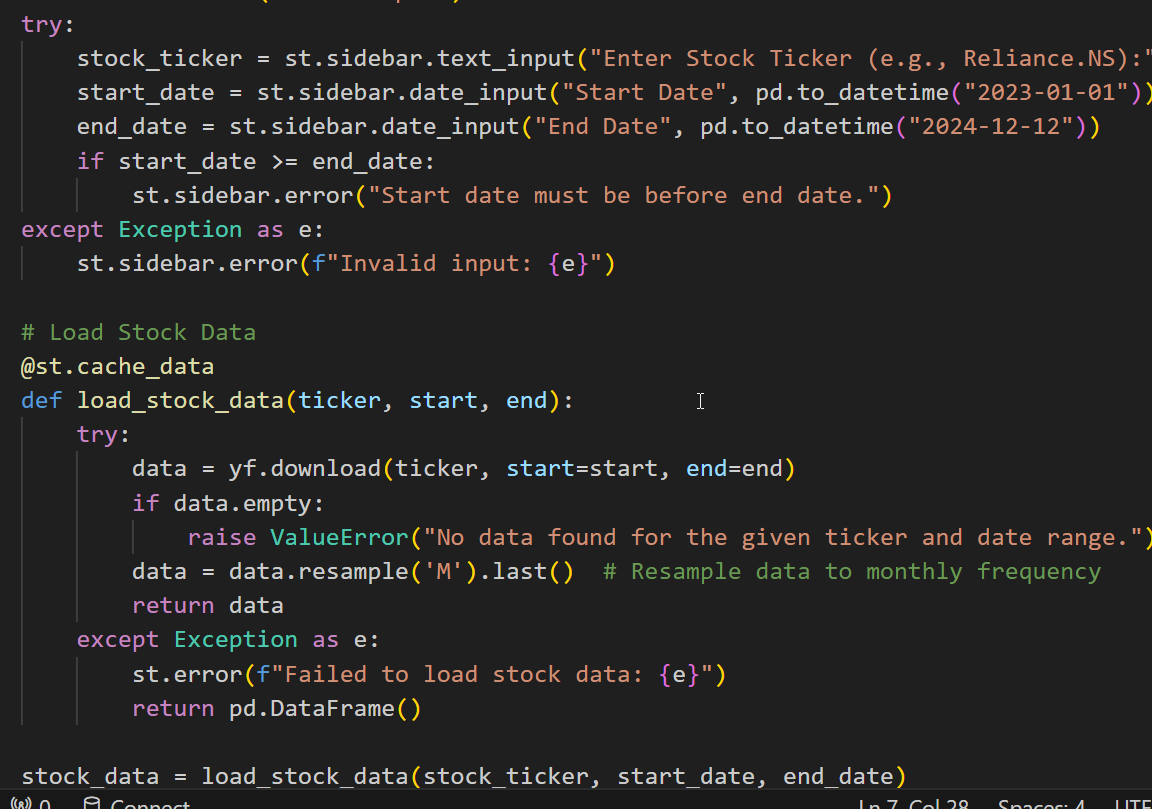 try:
    stock_ticker = st.sidebar.text_input("Enter Stock Ticker (e.g., Reliance.NS):"
    start_date = st.sidebar.date_input("Start Date", pd.to_datetime("2023-01-01"))
    end_date = st.sidebar.date_input("End Date", pd.to_datetime("2024-12-12"))
    if start_date >= end_date:
        st.sidebar.error("Start date must be before end date.")
except Exception as e:
    st.sidebar.error(f"Invalid input: {e}")

# Load Stock Data
@st.cache_data
def load_stock_data(ticker, start, end):
    try:
        data = yf.download(ticker, start=start, end=end)
        if data.empty:
            raise ValueError("No data found for the given ticker and date range.")
        data = data.resample('M').last()  # Resample data to monthly frequency
        return data
    except Exception as e:
        st.error(f"Failed to load stock data: {e}")
        return pd.DataFrame()

stock_data = load_stock_data(stock_ticker, start_date, end_date)
0 Connect Ln 7, Col 28 Spaces: 4 UTF